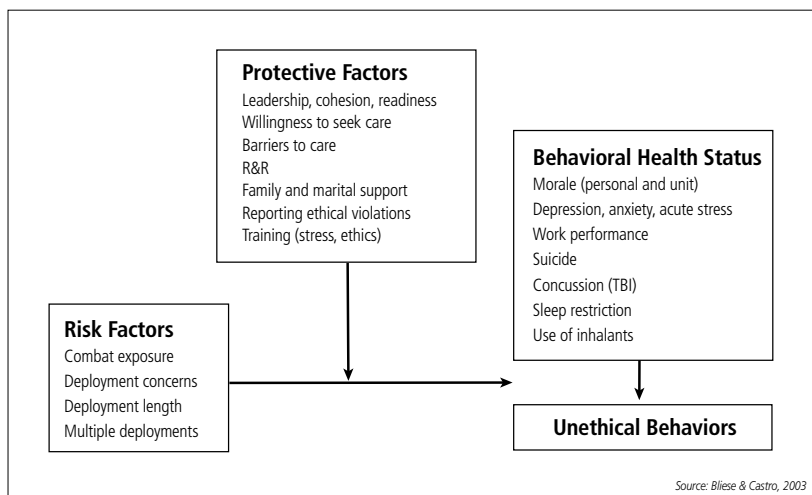 Protective Factors
Leadership, cohesion, readiness
Willingness to seek care
Barriers to care
R&R
Family and marital support
Reporting ethical violations
Training (stress, ethics)
Behavioral Health Status
Morale (personal and unit)
Depression, anxiety, acute stress
Work performance
Suicide
Concussion (TBI)
Sleep restriction
Use of inhalants
Risk Factors
Combat exposure
Deployment concerns
Deployment length
Multiple deployments
Unethical Behaviors
Source: Bliese & Castro, 2003